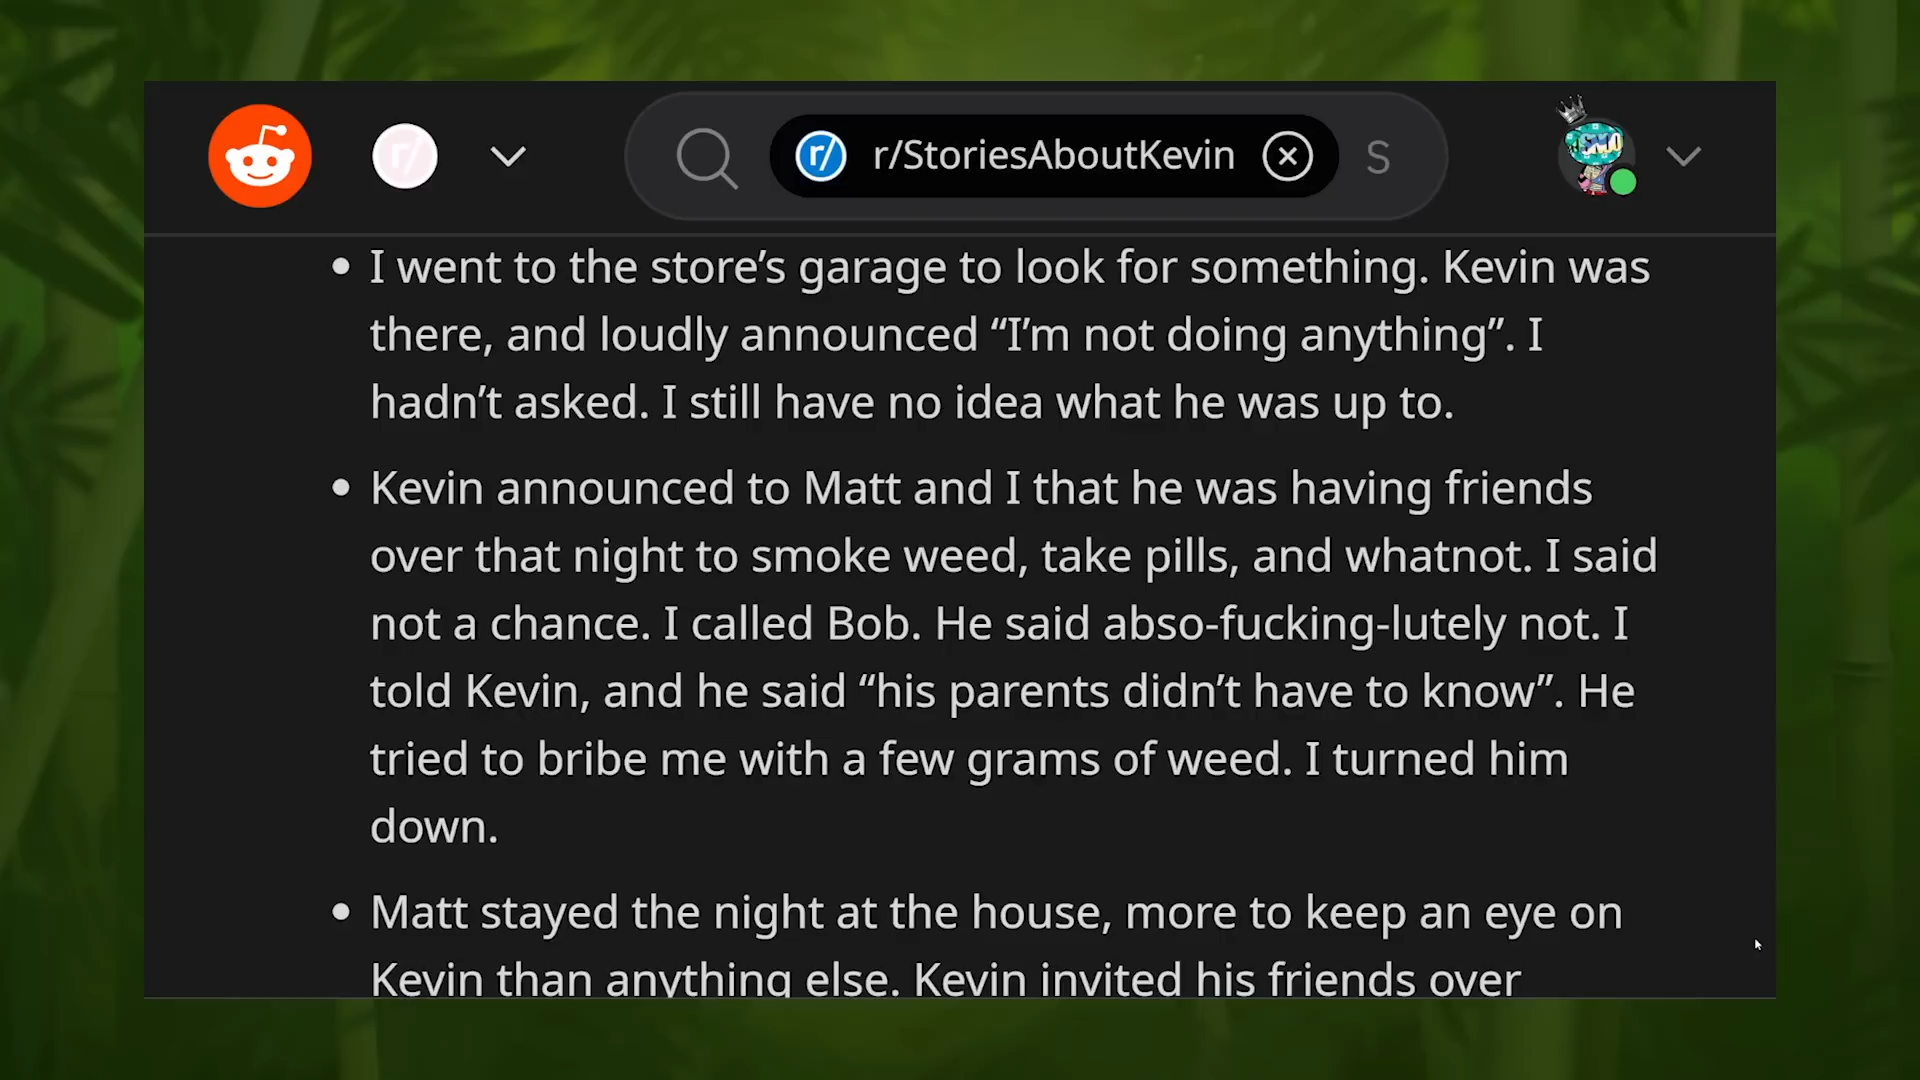 r/ r/StoriesAboutKevin S
• I went to the store’s garage to look for something. Kevin was
there, and loudly announced “I’m not doing anything”. I
hadn’t asked. I still have no idea what he was up to.
• Kevin announced to Matt and I that he was having friends
over that night to smoke weed, take pills, and whatnot. I said
not a chance. I called Bob. He said abso-fucking-lutely not. I
told Kevin, and he said “his parents didn’t have to know”. He
tried to bribe me with a few grams of weed. I turned him
down.
• Matt stayed the night at the house, more to keep an eye on
Kevin than anything else. Kevin invited his friends over